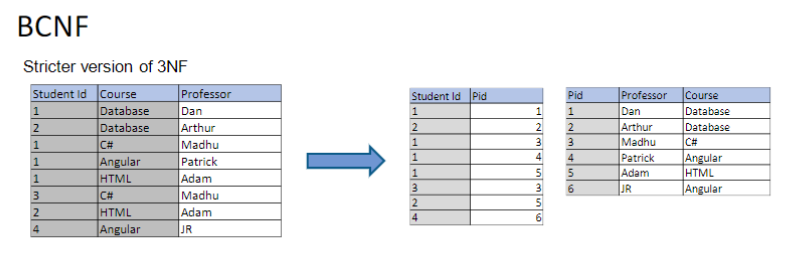 BCNF
Stricter version of 3NF
Student Id Course Professor
1 Database Dan
2 Database Arthur
1 C# Madhu
1 Angular Patrick
1 HTML Adam
3 C# Madhu
2 HTML Adam
4 Angular JR
Student Id Pid
1 1
2 2
1 3
1 4
1 5
3 3
2 5
4 6
Pid Professor Course
1 Dan Database
2 Arthur Database
3 Madhu C#
4 Patrick Angular
5 Adam HTML
6 JR Angular